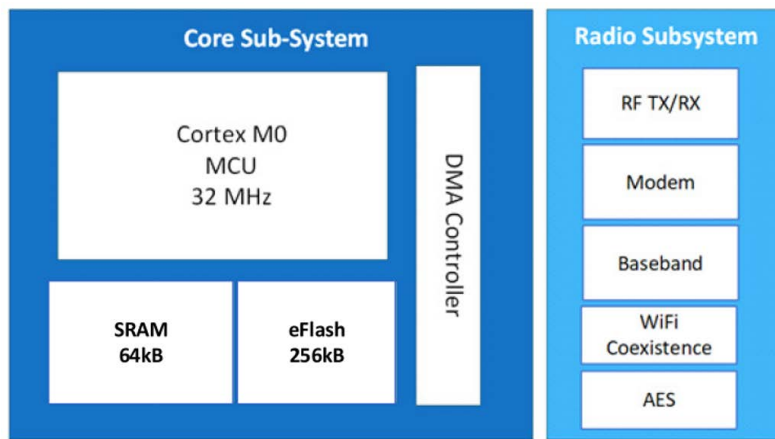 Core Sub-System
Cortex M0
MCU
32 MHz
SRAM
64kB
eFlash
256kB
DMA Controller
Radio Subsystem
RF TX/RX
Modem
Baseband
WiFi
Coexistence
AES